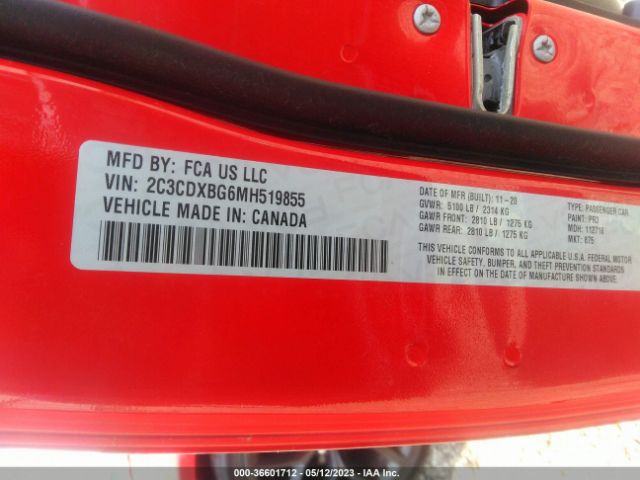 MFD BY: FCA US LLC
VIN: 2C3CDXBG6MH519855
VEHICLE MADE IN: CANADA
DATE OF MFR (BUILT): 11-20
GVWR: 5100 LB / 2314 KG
GAWR FRONT: 2810 LB / 1275 KG
GAWR REAR: 2810 LB / 1275 KG
TYPE: PASSENGER CAR
PAINT: PR3
MDH: 112716
MKT: 875
THIS VEHICLE CONFORMS TO ALL APPLICABLE U.S.A. FEDERAL MOTOR
VEHICLE SAFETY, BUMPER, AND THEFT PREVENTION STANDARDS
IN EFFECT ON THE DATE OF MANUFACTURE SHOWN ABOVE.
000-36601712 - 05/12/2023 - IAA Inc.